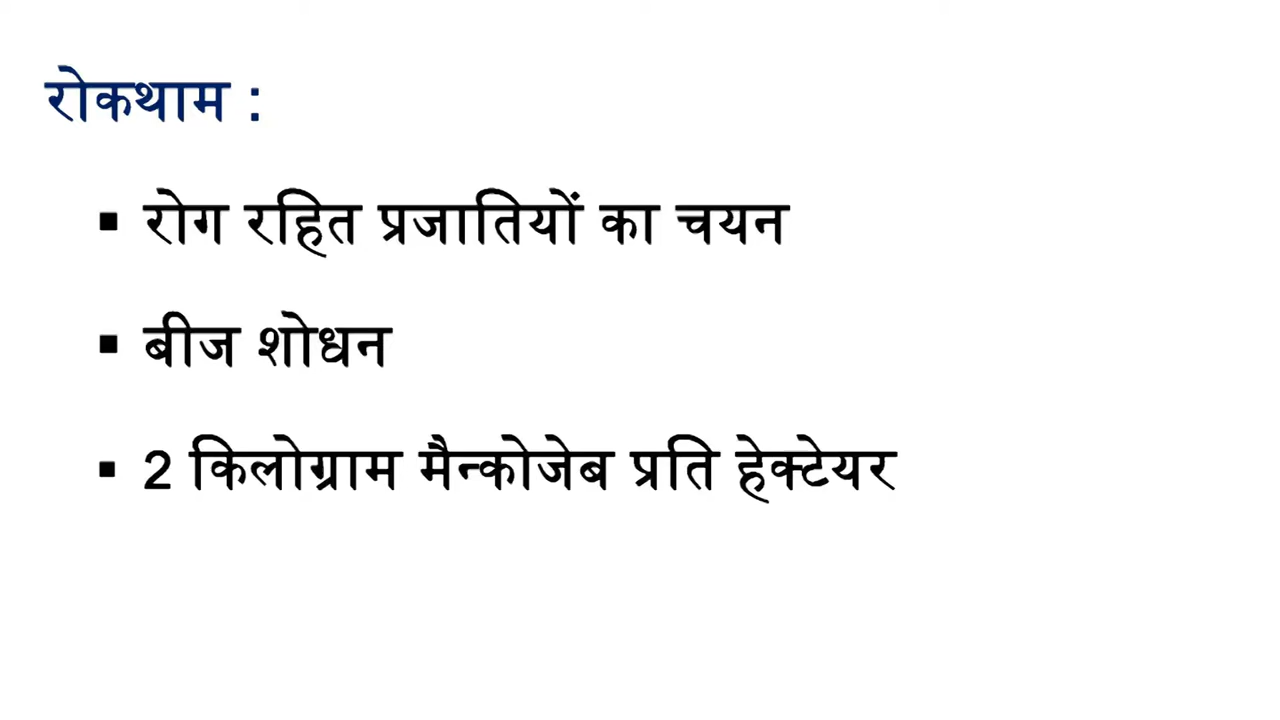 रोकथाम :
▪ रोग रहित प्रजातियों का चयन
▪ बीज शोधन
▪ 2 किलोग्राम मैन्कोजेब प्रति हेक्टेयर